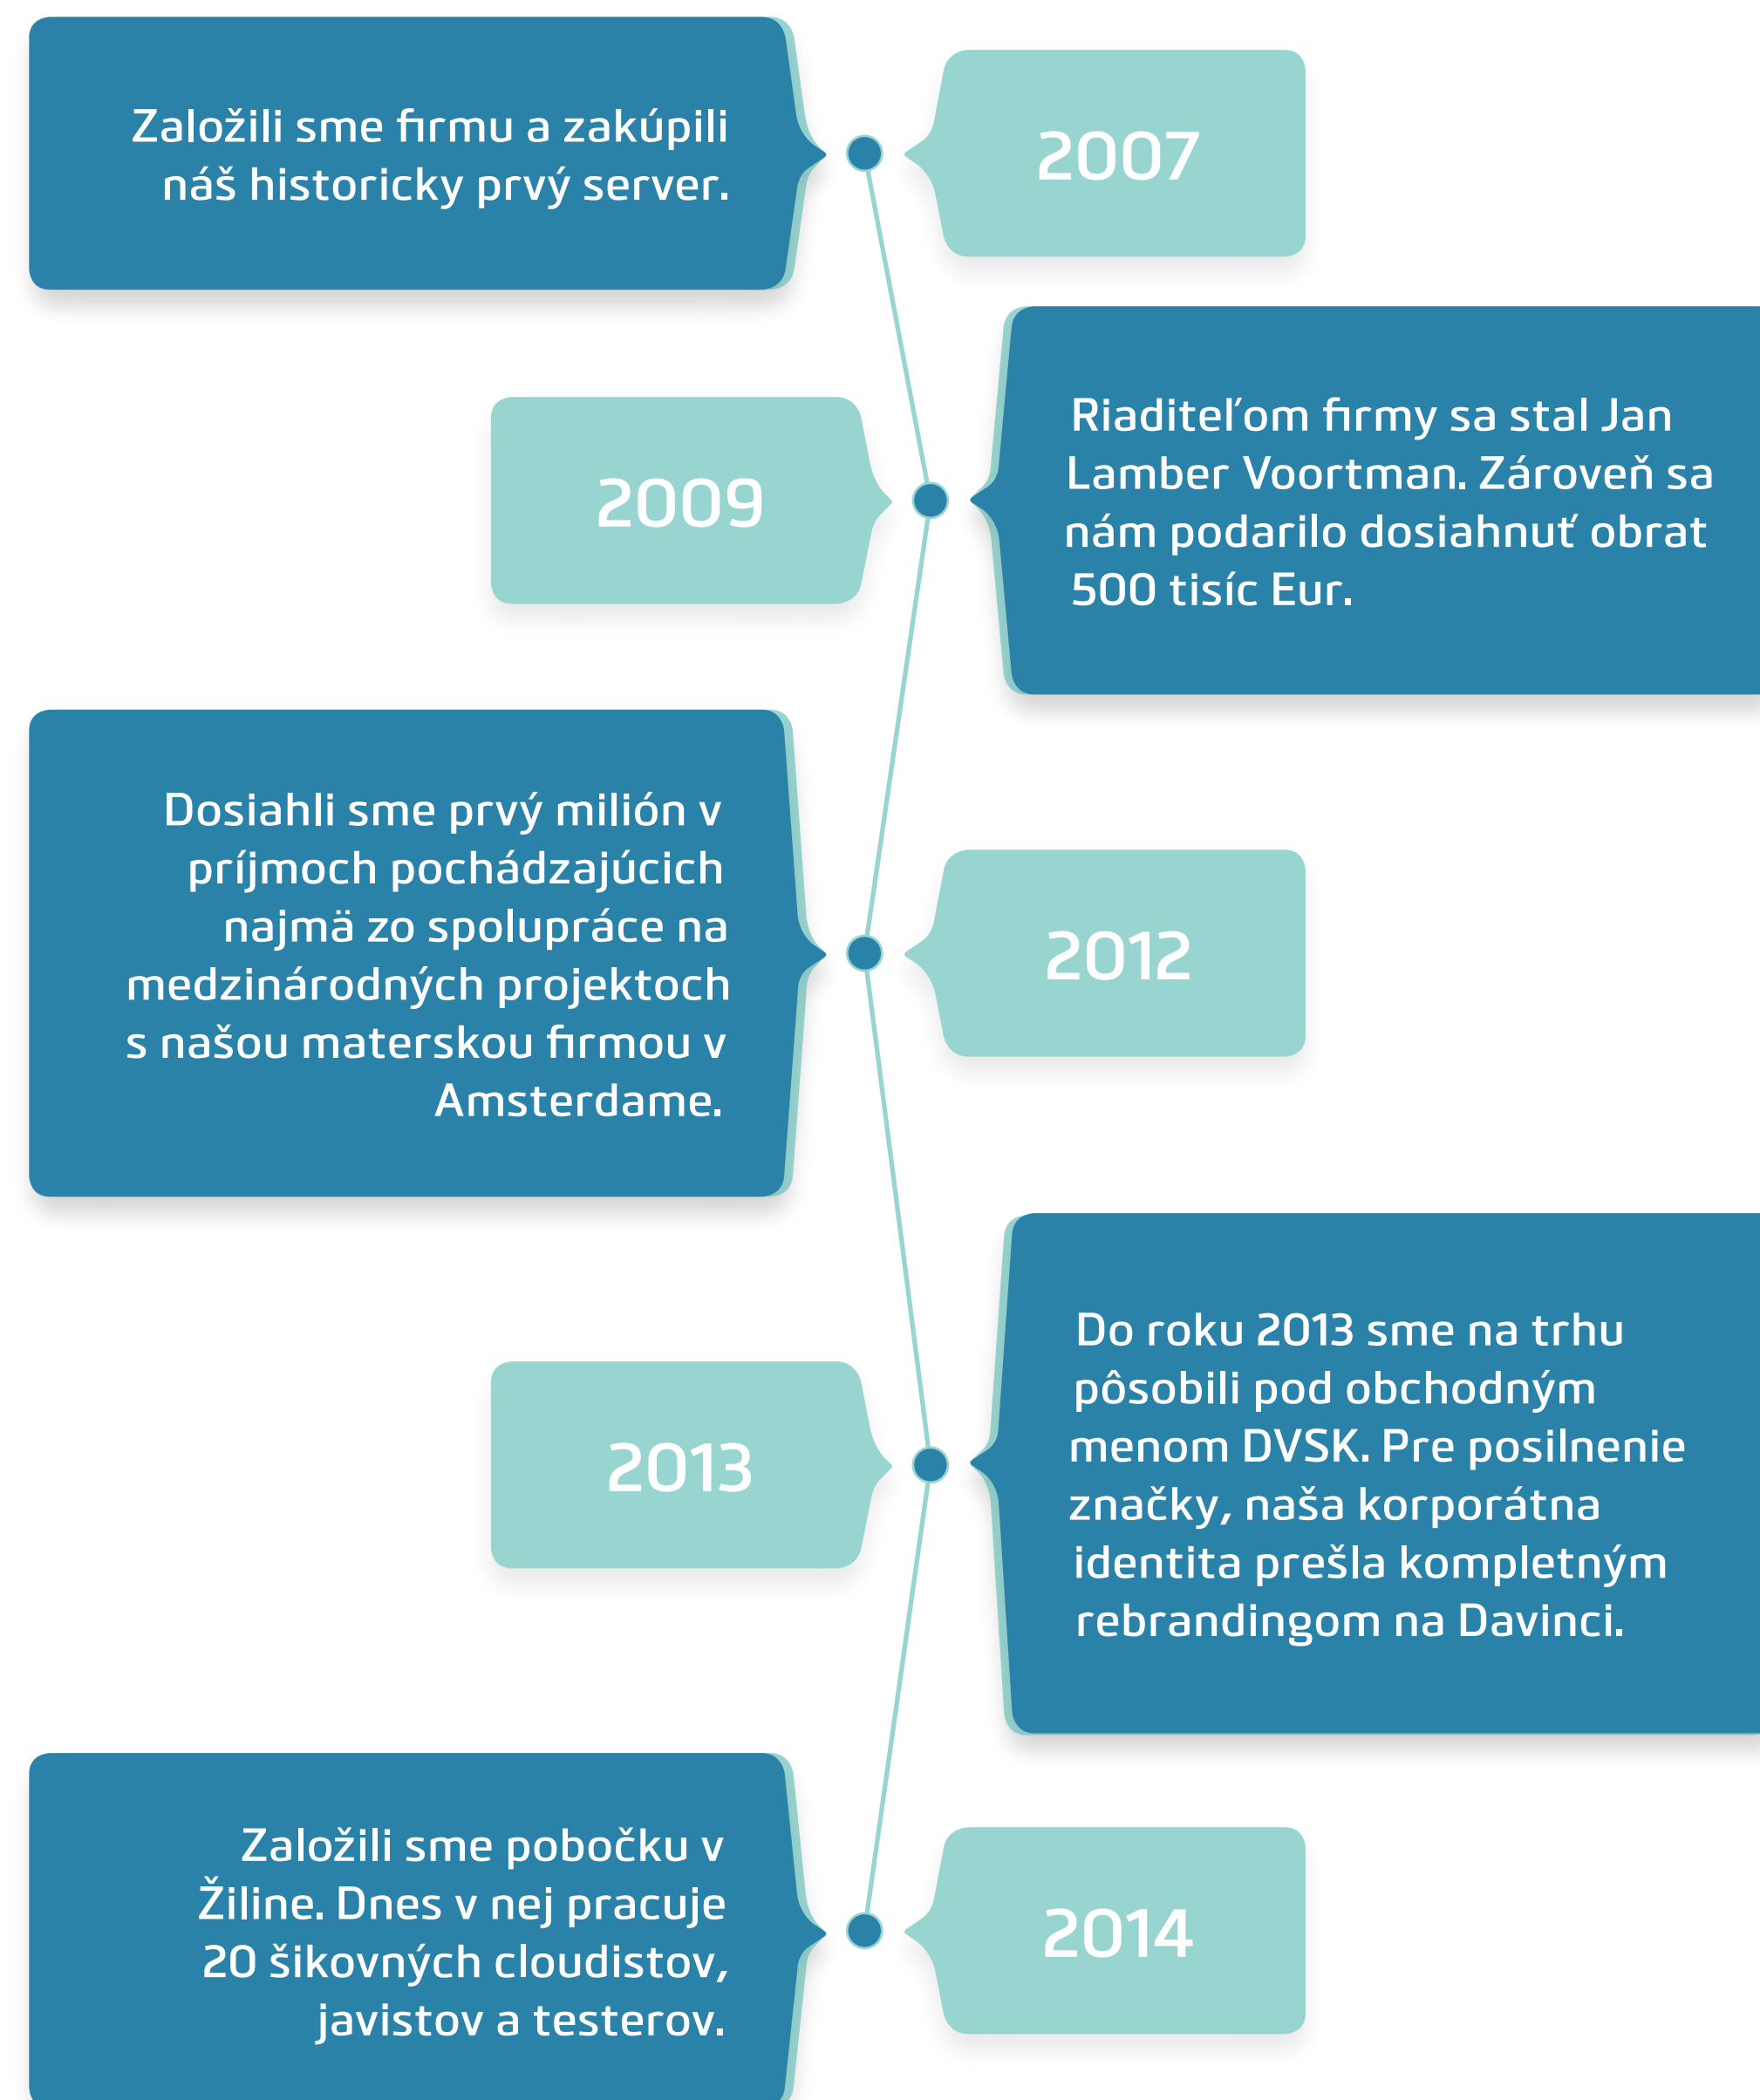 Založili sme firmu a zakúpili
náš historicky prvý server.
2007
2009
Riaditeľom firmy sa stal Jan
Lamber Voortman. Zároveň sa
nám podarilo dosiahnuť obrat
500 tisíc Eur.
Dosiahli sme prvý milión v
príjmoch pochádzajúcich
najmä zo spolupráce na
medzinárodných projektoch
s našou materskou firmou v
Amsterdame.
2012
2013
Do roku 2013 sme na trhu
pôsobili pod obchodným
menom DVSK. Pre posilnenie
značky, naša korporátna
identita prešla kompletným
rebrandingom na Davinci.
Založili sme pobočku v
Žiline. Dnes v nej pracuje
20 šikovných cloudistov,
javistov a testerov.
2014